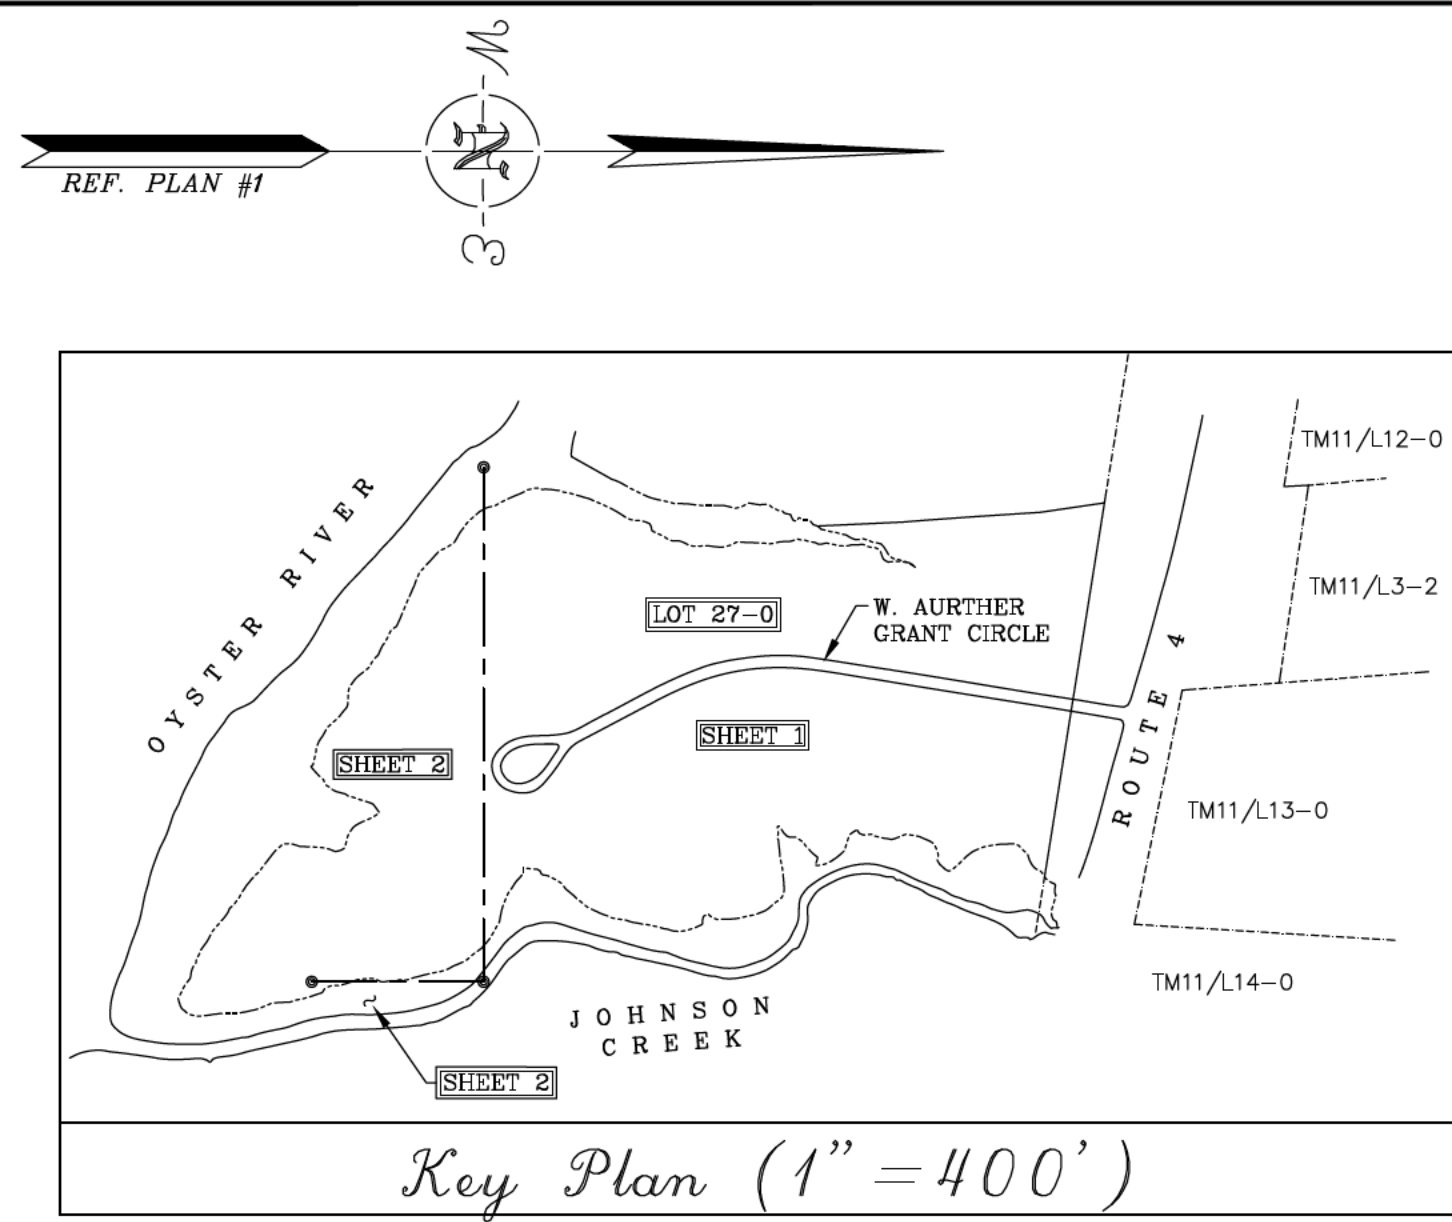 W
N
E
REF. PLAN #1
OYSTER RIVER
TM11/L12-0
TM11/L3-2
LOT 27-0
W. AURTHER
GRANT CIRCLE
SHEET 1
SHEET 2
ROUTE 4
TM11/L13-0
TM11/L14-0
JOHNSON
CREEK
SHEET 2
Key Plan (1"=400')